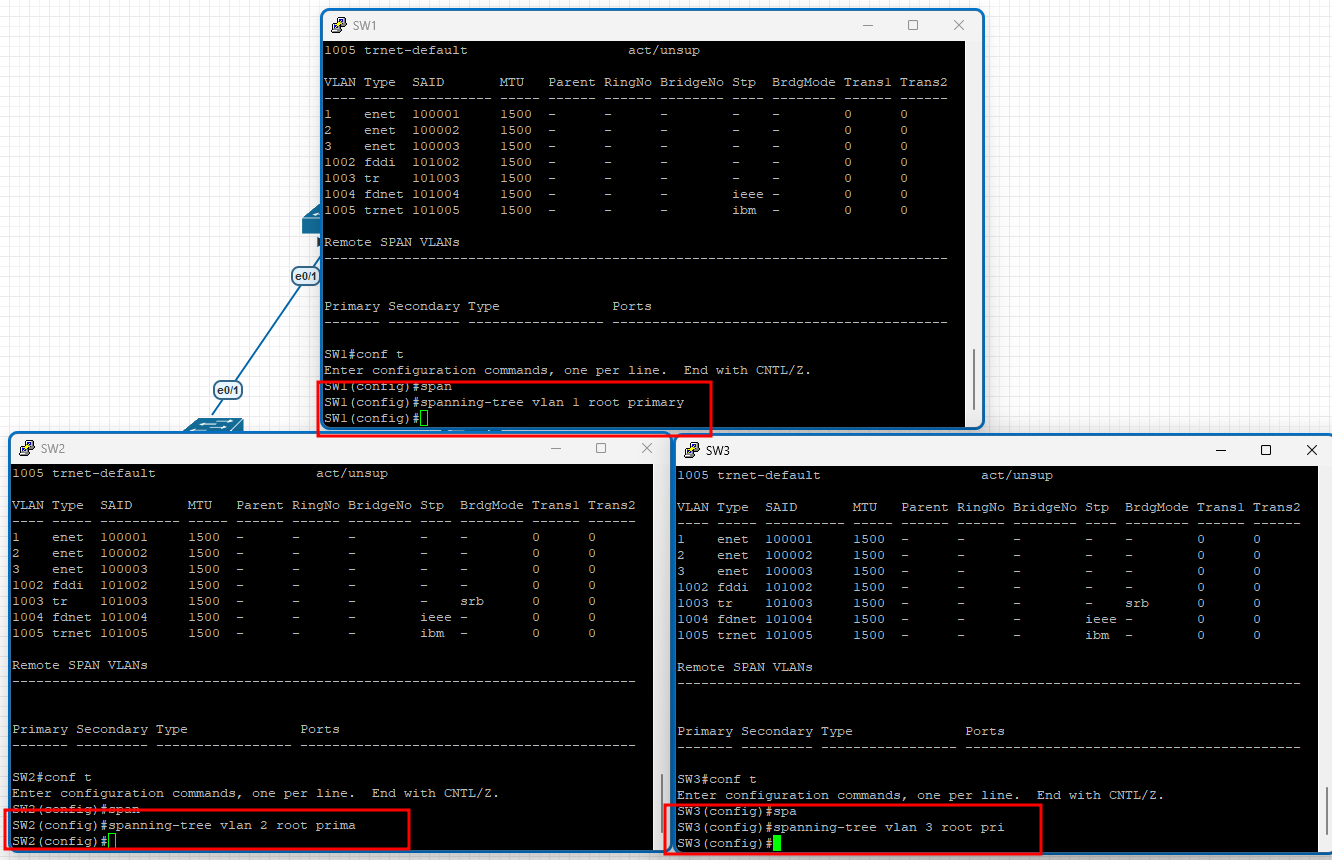 SW1
1005 trnet-default                    act/unsup
VLAN Type  SAID       MTU   Parent RingNo BridgeNo Stp  BrdgMode Trans1 Trans2
---- ----- ---------- ----- ------ ------ -------- ---- -------- ------ ------
1    enet  100001     1500  -      -      -        -    -        0      0
2    enet  100002     1500  -      -      -        -    -        0      0
3    enet  100003     1500  -      -      -        -    -        0      0
1002 fddi  101002     1500  -      -      -        -    -        0      0
1003 tr    101003     1500  -      -      -        -    -        0      0
1004 fdnet 101004     1500  -      -      -        ieee -        0      0
1005 trnet 101005     1500  -      -      -        ibm  -        0      0
Remote SPAN VLANs
------------------------------------------------------------------------------
Primary Secondary Type              Ports
------- --------- ----------------- ------------------------------------------
SW1#conf t
Enter configuration commands, one per line.  End with CNTL/Z.
SW1(config)#span
SW1(config)#spanning-tree vlan 1 root primary
SW1(config)#
e0/1
e0/1
SW2
1005 trnet-default                    act/unsup
VLAN Type  SAID       MTU   Parent RingNo BridgeNo Stp  BrdgMode Trans1 Trans2
---- ----- ---------- ----- ------ ------ -------- ---- -------- ------ ------
1    enet  100001     1500  -      -      -        -    -        0      0
2    enet  100002     1500  -      -      -        -    -        0      0
3    enet  100003     1500  -      -      -        -    -        0      0
1002 fddi  101002     1500  -      -      -        -    -        0      0
1003 tr    101003     1500  -      -      -        -    srb      0      0
1004 fdnet 101004     1500  -      -      -        ieee -        0      0
1005 trnet 101005     1500  -      -      -        ibm  -        0      0
Remote SPAN VLANs
------------------------------------------------------------------------------
Primary Secondary Type              Ports
------- --------- ----------------- ------------------------------------------
SW2#conf t
Enter configuration commands, one per line.  End with CNTL/Z.
SW2(config)#span
SW2(config)#spanning-tree vlan 2 root prima
SW2(config)#
SW3
1005 trnet-default                    act/unsup
VLAN Type  SAID       MTU   Parent RingNo BridgeNo Stp  BrdgMode Trans1 Trans2
---- ----- ---------- ----- ------ ------ -------- ---- -------- ------ ------
1    enet  100001     1500  -      -      -        -    -        0      0
2    enet  100002     1500  -      -      -        -    -        0      0
3    enet  100003     1500  -      -      -        -    -        0      0
1002 fddi  101002     1500  -      -      -        -    -        0      0
1003 tr    101003     1500  -      -      -        -    srb      0      0
1004 fdnet 101004     1500  -      -      -        ieee -        0      0
1005 trnet 101005     1500  -      -      -        ibm  -        0      0
Remote SPAN VLANs
------------------------------------------------------------------------------
Primary Secondary Type              Ports
------- --------- ----------------- ------------------------------------------
SW3#conf t
Enter configuration commands, one per line.  End with CNTL/Z.
SW3(config)#spa
SW3(config)#spanning-tree vlan 3 root pri
SW3(config)#